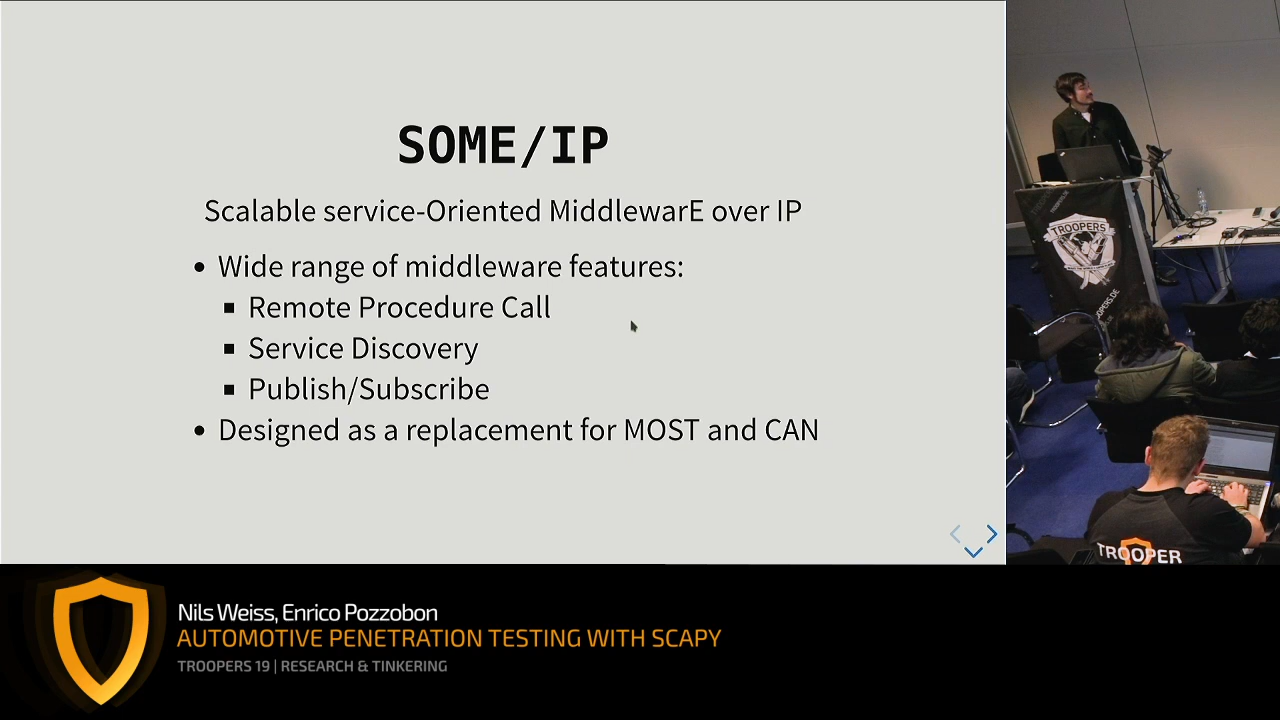 SOME/IP
Scalable service-Oriented MiddlewarE over IP
Wide range of middleware features:
Remote Procedure Call
Service Discovery
Publish/Subscribe
Designed as a replacement for MOST and CAN
TROOPERS
TROOPER
Nils Weiss, Enrico Pozzobon
AUTOMOTIVE PENETRATION TESTING WITH SCAPY
TROOPERS 19 | RESEARCH & TINKERING